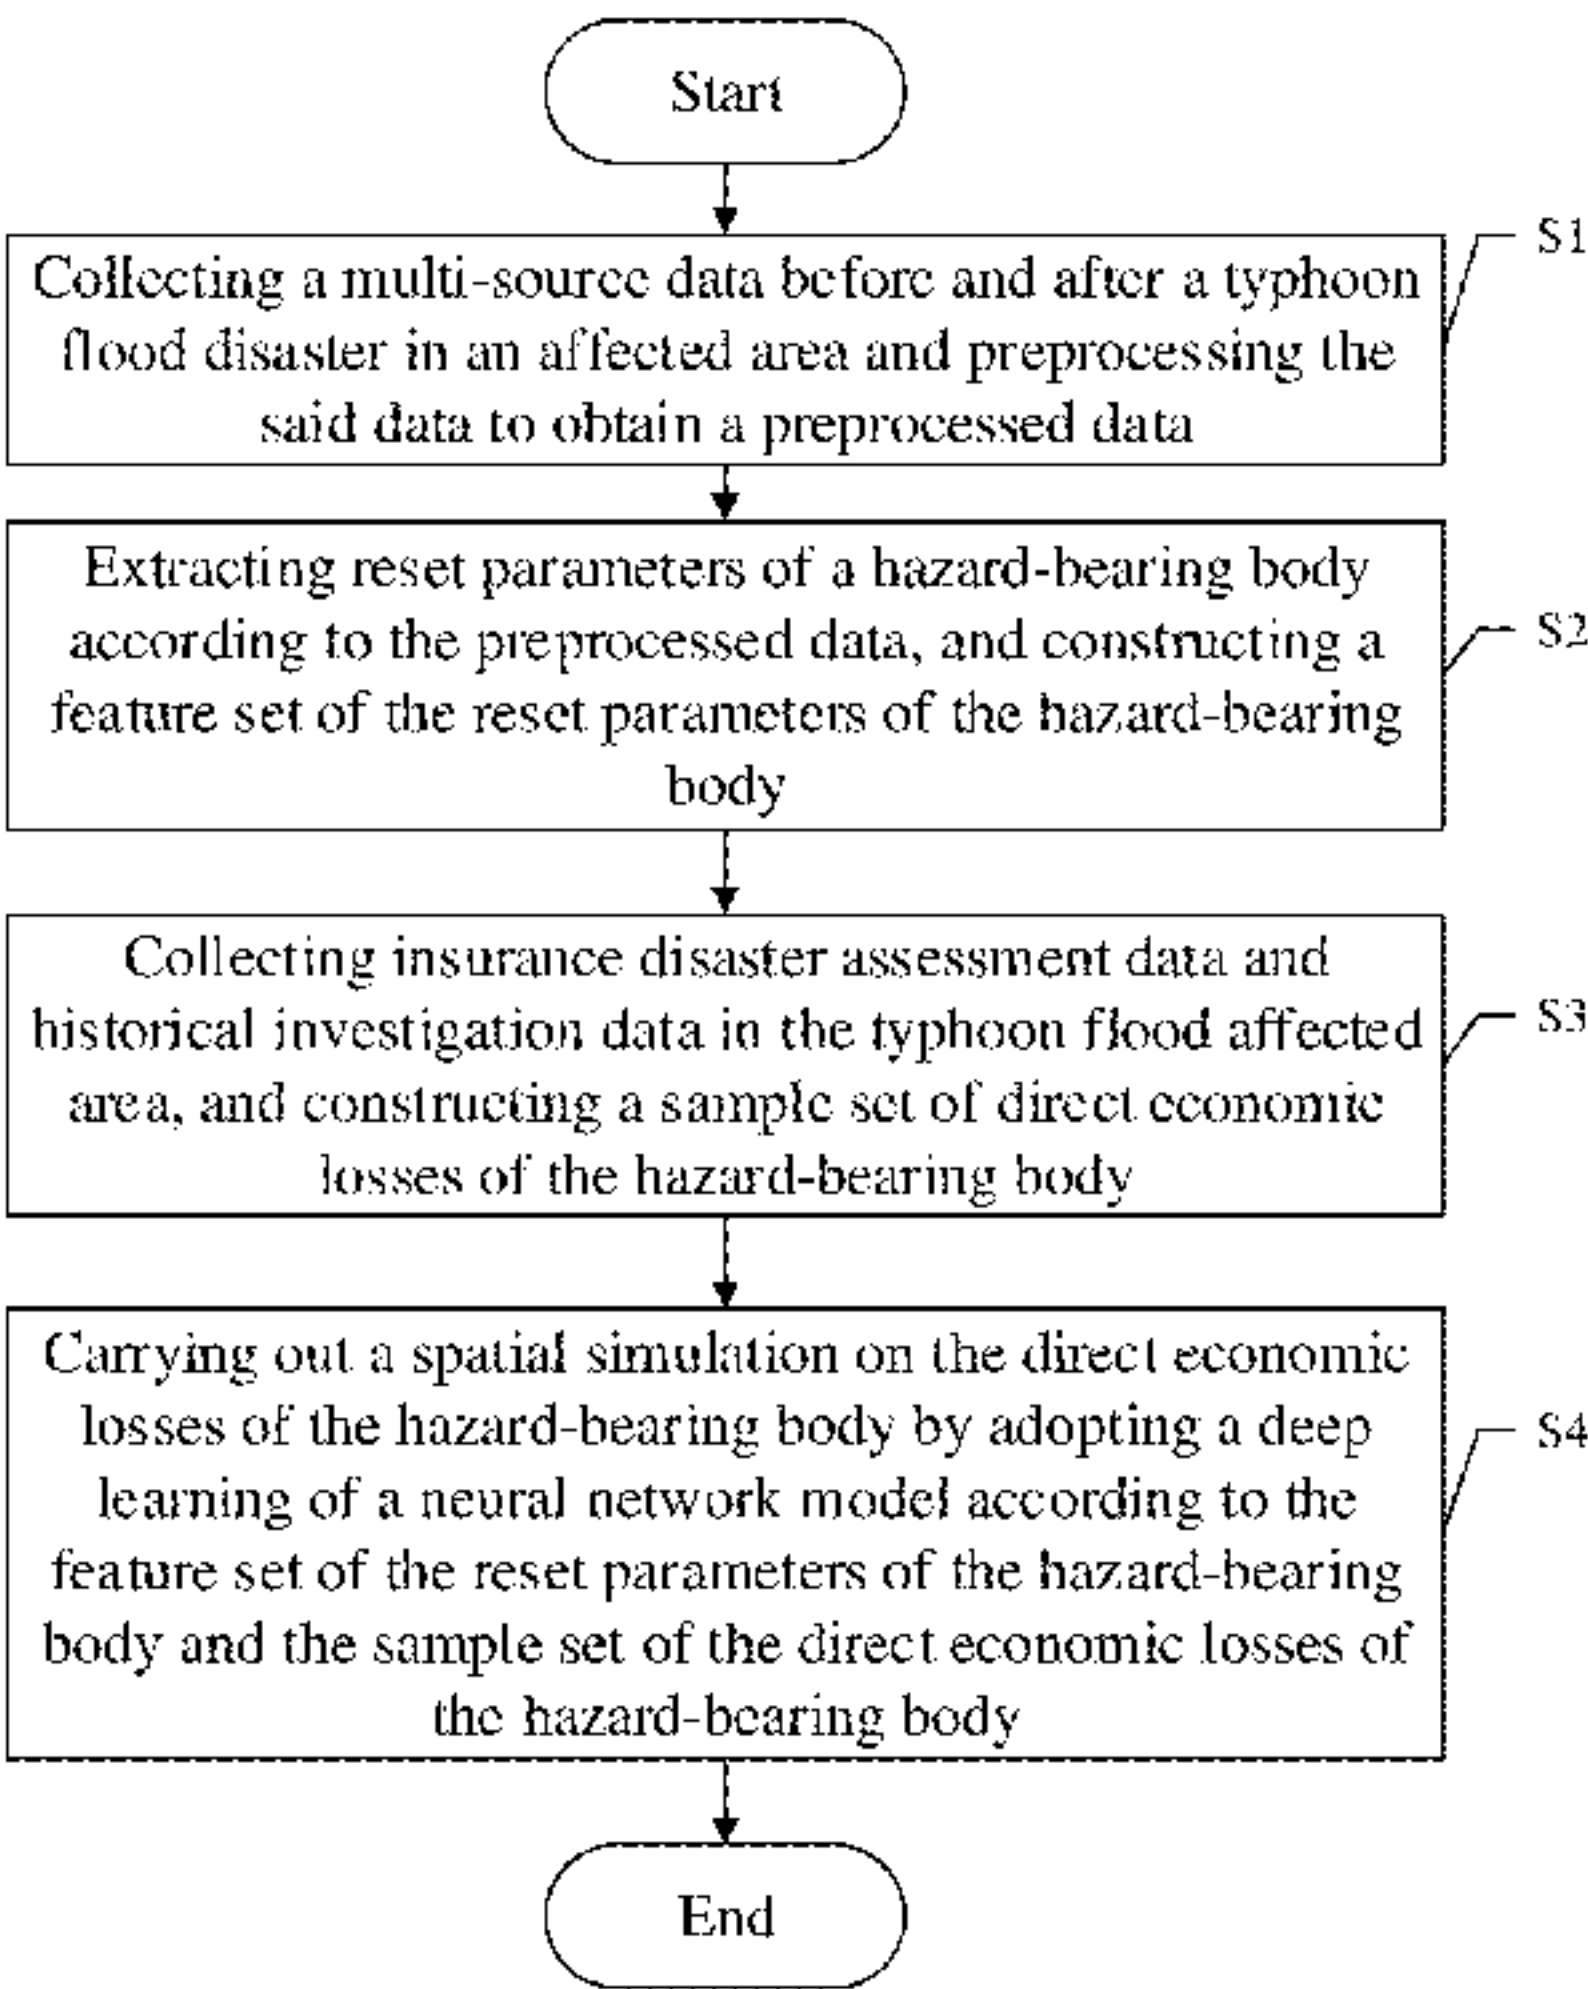 Start
S1
Collecting a multi-source data before and after a typhoon
flood disaster in an affected area and preprocessing the
said data to obtain a preprocessed data
Extracting reset parameters of a hazard-bearing body
according to the preprocessed data, and constructing a
feature set of the reset parameters of the hazard-bearing
body
S2
Collecting insurance disaster assessment data and
historical investigation data in the typhoon flood affected
area, and constructing a sample set of direct economic
losses of the hazard-bearing body
S3
Carrying out a spatial simulation on the direct economic
losses of the hazard-bearing body by adopting a deep
learning of a neural network model according to the
feature set of the reset parameters of the hazard-bearing
body and the sample set of the direct economic losses of
the hazard-bearing body
S4
End